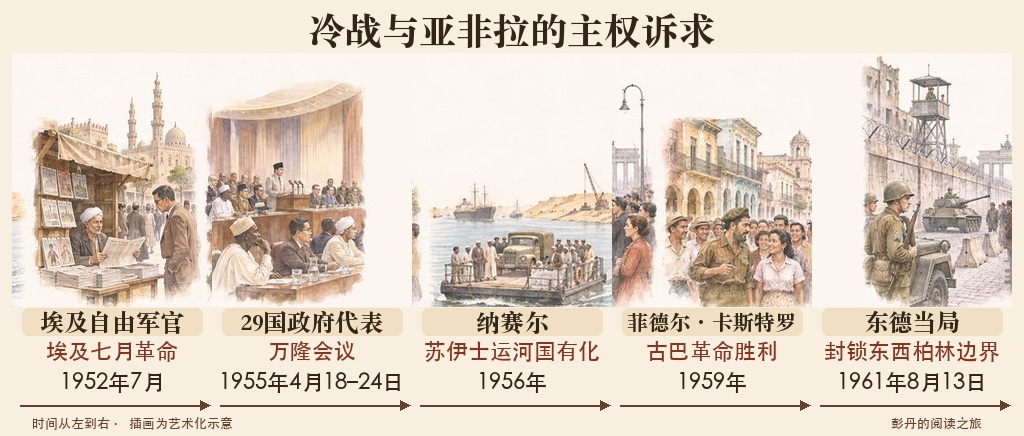 冷战与亚非拉的主权诉求
埃及自由军官
埃及七月革命
1952年7月
29国政府代表
万隆会议
1955年4月18–24日
纳赛尔
苏伊士运河国有化
1956年
菲德尔·卡斯特罗
古巴革命胜利
1959年
东德当局
封锁东西柏林边界
1961年8月13日
时间从左到右· 插画为艺术化示意
彭丹的阅读之旅